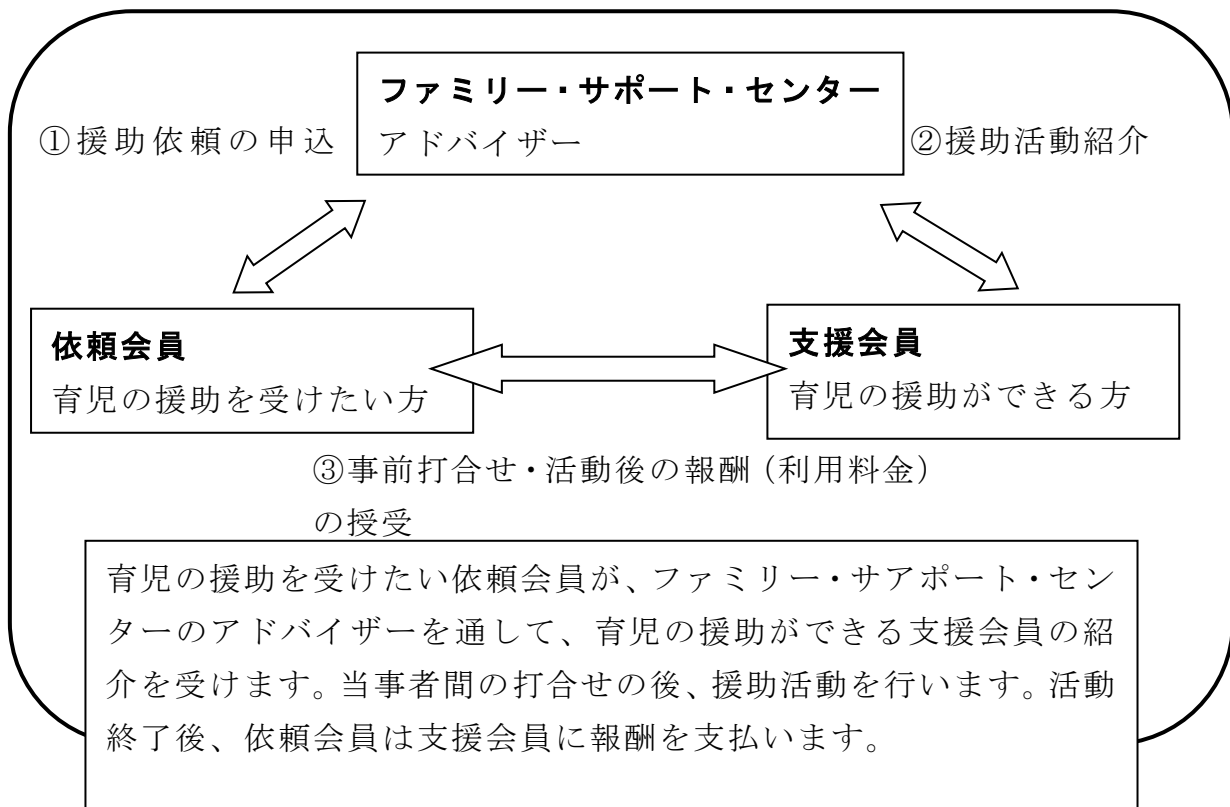 ファミリー・サポート・センター
アドバイザー
①援助依頼の申込
②援助活動紹介
依頼会員
育児の援助を受けたい方
支援会員
育児の援助ができる方
③事前打合せ・活動後の報酬（利用料金）
の授受
育児の援助を受けたい依頼会員が、ファミリー・サアポート・セン
ターのアドバイザーを通して、育児の援助ができる支援会員の紹
介を受けます。当事者間の打合せの後、援助活動を行います。活動
終了後、依頼会員は支援会員に報酬を支払います。